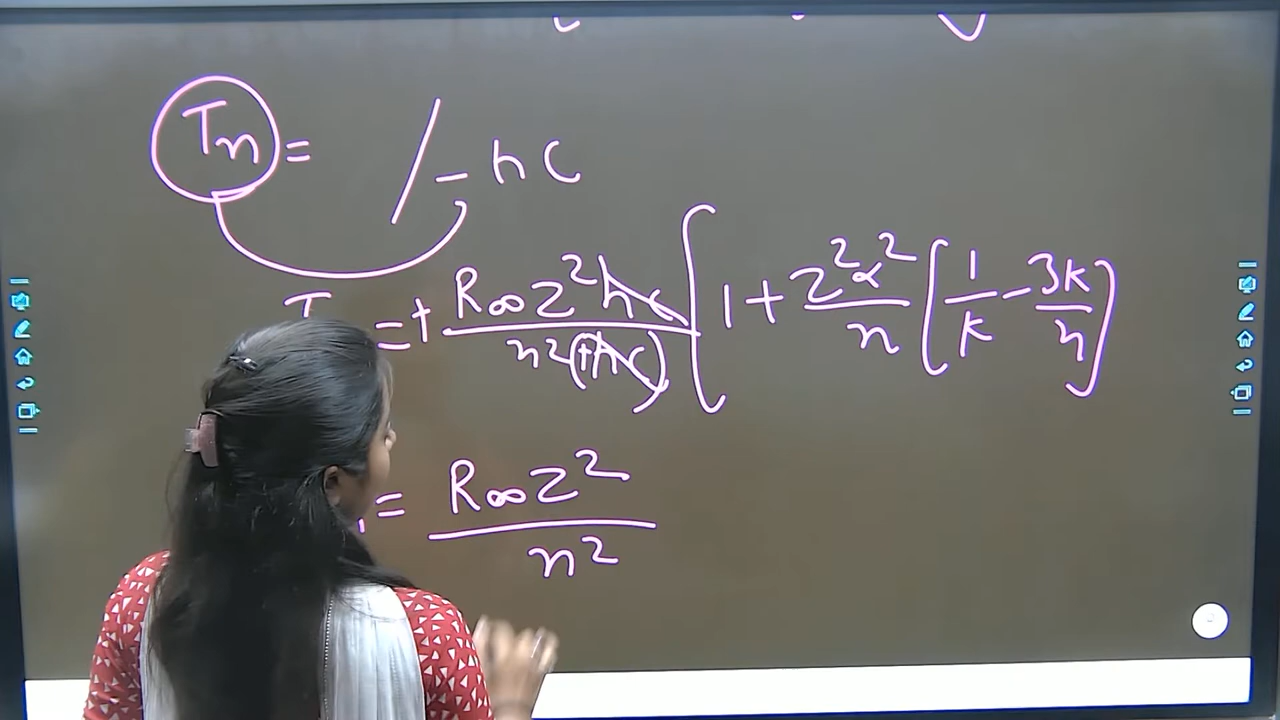 Tn = / - hc
T = + R∞Z²hc / n²(+hc) [ 1 + Z²α² / n [ 1/k - 3k/n ]
= R∞Z² / n²